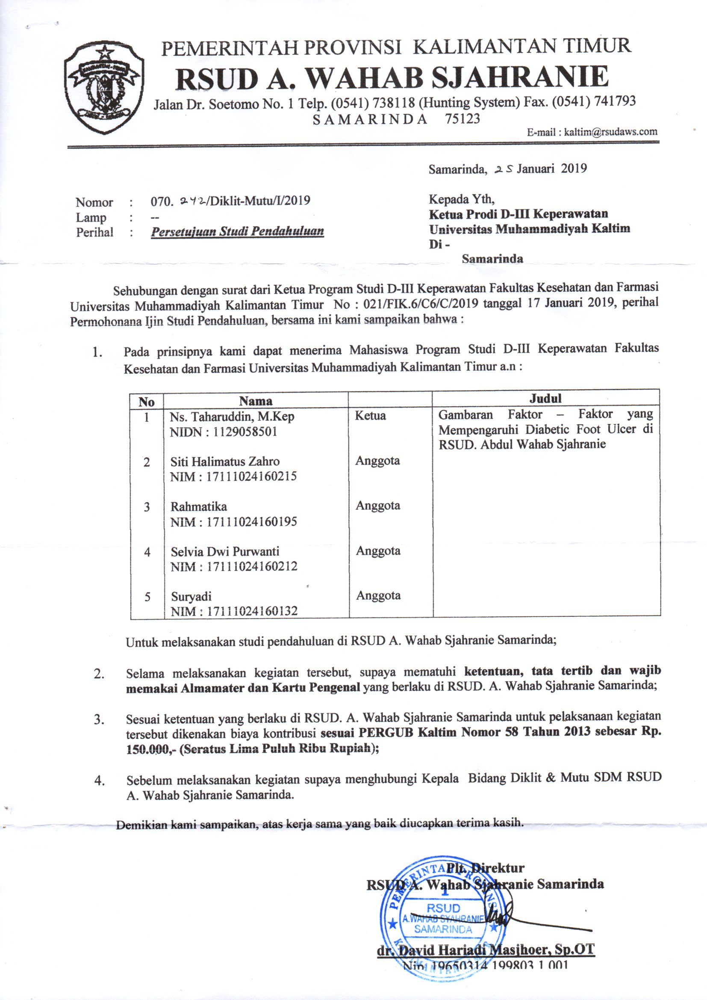 PEMERINTAH PROVINSI KALIMANTAN TIMUR
RSUD A. WAHAB SJAHRANIE
Jalan Dr. Soetomo No. 1 Telp. (0541) 738118 (Hunting System) Fax. (0541) 741793
SAMARINDA 75123
E-mail : kaltim@rsudaws.com
Samarinda, 25 Januari 2019
Nomor : 070. 242/Diklit-Mutu/I/2019
Lamp : --
Perihal : Persetujuan Studi Pendahuluan
Kepada Yth,
Ketua Prodi D-III Keperawatan
Universitas Muhammadiyah Kaltim
Di -
Samarinda
Sehubungan dengan surat dari Ketua Program Studi D-III Keperawatan Fakultas Kesehatan dan Farmasi
Universitas Muhammadiyah Kalimantan Timur No : 021/FIK.6/C6/C/2019 tanggal 17 Januari 2019, perihal
Permohonana Ijin Studi Pendahuluan, bersama ini kami sampaikan bahwa :
1. Pada prinsipnya kami dapat menerima Mahasiswa Program Studi D-III Keperawatan Fakultas
Kesehatan dan Farmasi Universitas Muhammadiyah Kalimantan Timur a.n :
No Nama Judul
1 Ns. Taharuddin, M.Kep Ketua Gambaran Faktor – Faktor yang
NIDN : 1129058501 Mempengaruhi Diabetic Foot Ulcer di
RSUD. Abdul Wahab Sjahranie
2 Siti Halimatus Zahro Anggota
NIM : 17111024160215
3 Rahmatika Anggota
NIM : 17111024160195
4 Selvia Dwi Purwanti Anggota
NIM : 17111024160212
5 Suryadi Anggota
NIM : 17111024160132
Untuk melaksanakan studi pendahuluan di RSUD A. Wahab Sjahranie Samarinda;
2. Selama melaksanakan kegiatan tersebut, supaya mematuhi ketentuan, tata tertib dan wajib
memakai Almamater dan Kartu Pengenal yang berlaku di RSUD. A. Wahab Sjahranie Samarinda;
3. Sesuai ketentuan yang berlaku di RSUD. A. Wahab Sjahranie Samarinda untuk pelaksanaan kegiatan
tersebut dikenakan biaya kontribusi sesuai PERGUB Kaltim Nomor 58 Tahun 2013 sebesar Rp.
150.000,- (Seratus Lima Puluh Ribu Rupiah);
4. Sebelum melaksanakan kegiatan supaya menghubungi Kepala Bidang Diklit & Mutu SDM RSUD
A. Wahab Sjahranie Samarinda.
Demikian kami sampaikan, atas kerja sama yang baik diucapkan terima kasih.
Plt. Direktur
RSUD A. Wahab Sjahranie Samarinda
PEMERINTAH PROVINSI
1
RSUD
A.WAHAB SYAHRANIE
SAMARINDA
KALIMANTAN TIMUR
dr. David Hariadi Masjhoer, Sp.OT
Nip. 19650314 199803 1 001